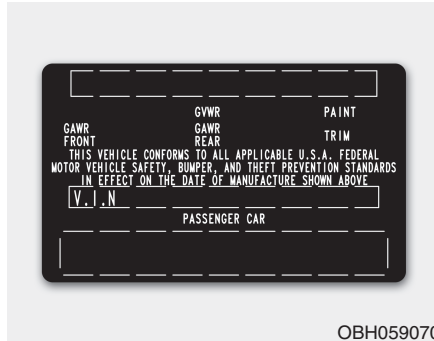 GVWR PAINT
GAWR FRONT GAWR REAR TRIM
THIS VEHICLE CONFORMS TO ALL APPLICABLE U.S.A. FEDERAL
MOTOR VEHICLE SAFETY, BUMPER, AND THEFT PREVENTION STANDARDS
IN EFFECT ON THE DATE OF MANUFACTURE SHOWN ABOVE
V.I.N
PASSENGER CAR
OBH059070